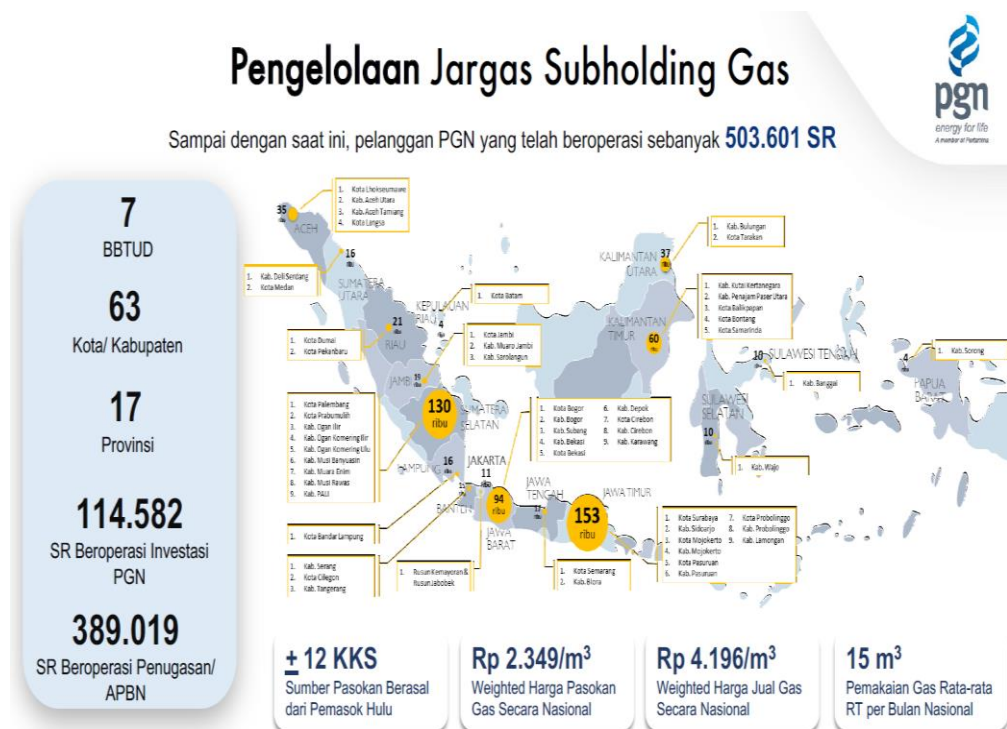 Pengelolaan Jargas Subholding Gas
pgn
energy for life
A member of Pertamina
Sampai dengan saat ini, pelanggan PGN yang telah beroperasi sebanyak 503.601 SR
7
BBTUD
63
Kota/ Kabupaten
17
Provinsi
114.582
SR Beroperasi Investasi
PGN
389.019
SR Beroperasi Penugasan/
APBN
35
ribu
ACEH
1. Kota Lhokseumawe
2. Kab. Aceh Utara
3. Kab. Aceh Tamiang
4. Kota Langsa
16
ribu
SUMATERA
UTARA
1. Kab. Deli Serdang
2. Kota Medan
21
ribu
RIAU
1. Kota Dumai
2. Kota Pekanbaru
KEPULAUAN
RIAU
4
ribu
1. Kota Batam
JAMBI
ribu
1. Kota Jambi
2. Kab. Muaro Jambi
3. Kab. Sarolangun
130
ribu
SUMATERA
SELATAN
1. Kota Palembang
2. Kota Prabumulih
3. Kab. Ogan Ilir
4. Kab. Ogan Komering Ilir
5. Kab. Ogan Komering Ulu
6. Kab. Musi Banyuasin
7. Kab. Muara Enim
8. Kab. Musi Rawas
9. Kab. PALI
LAMPUNG
16
ribu
1. Kota Bandar Lampung
BANTEN
1. Kab. Serang
2. Kota Cilegon
3. Kab. Tangerang
JAKARTA
11
ribu
1. Rusun Kemayoran &
Rusun Jabobek
94
ribu
JAWA
BARAT
1. Kota Bogor
2. Kab. Bogor
3. Kab. Subang
4. Kab. Bekasi
5. Kota Bekasi
6. Kab. Depok
7. Kota Cirebon
8. Kab. Cirebon
9. Kab. Karawang
JAWA
TENGAH
1. Kota Semarang
2. Kab. Blora
JAWA TIMUR
153
ribu
1. Kota Surabaya
2. Kab. Sidoarjo
3. Kota Mojokerto
4. Kab. Mojokerto
5. Kota Pasuruan
6. Kab. Pasuruan
7. Kota Probolinggo
8. Kab. Probolinggo
9. Kab. Lamongan
KALIMANTAN
UTARA
37
ribu
1. Kab. Bulungan
2. Kota Tarakan
KALIMANTAN
TIMUR
60
ribu
1. Kab. Kutai Kertanegara
2. Kab. Penajam Paser Utara
3. Kota Balikpapan
4. Kota Bontang
5. Kota Samarinda
10
SULAWESI TENGAH
1. Kab. Banggai
SULAWESI
SELATAN
10
ribu
1. Kab. Wajo
4
ribu
PAPUA
BARAT
1. Kab. Sorong
± 12 KKS
Sumber Pasokan Berasal
dari Pemasok Hulu
Rp 2.349/m³
Weighted Harga Pasokan
Gas Secara Nasional
Rp 4.196/m³
Weighted Harga Jual Gas
Secara Nasional
15 m³
Pemakaian Gas Rata-rata
RT per Bulan Nasional